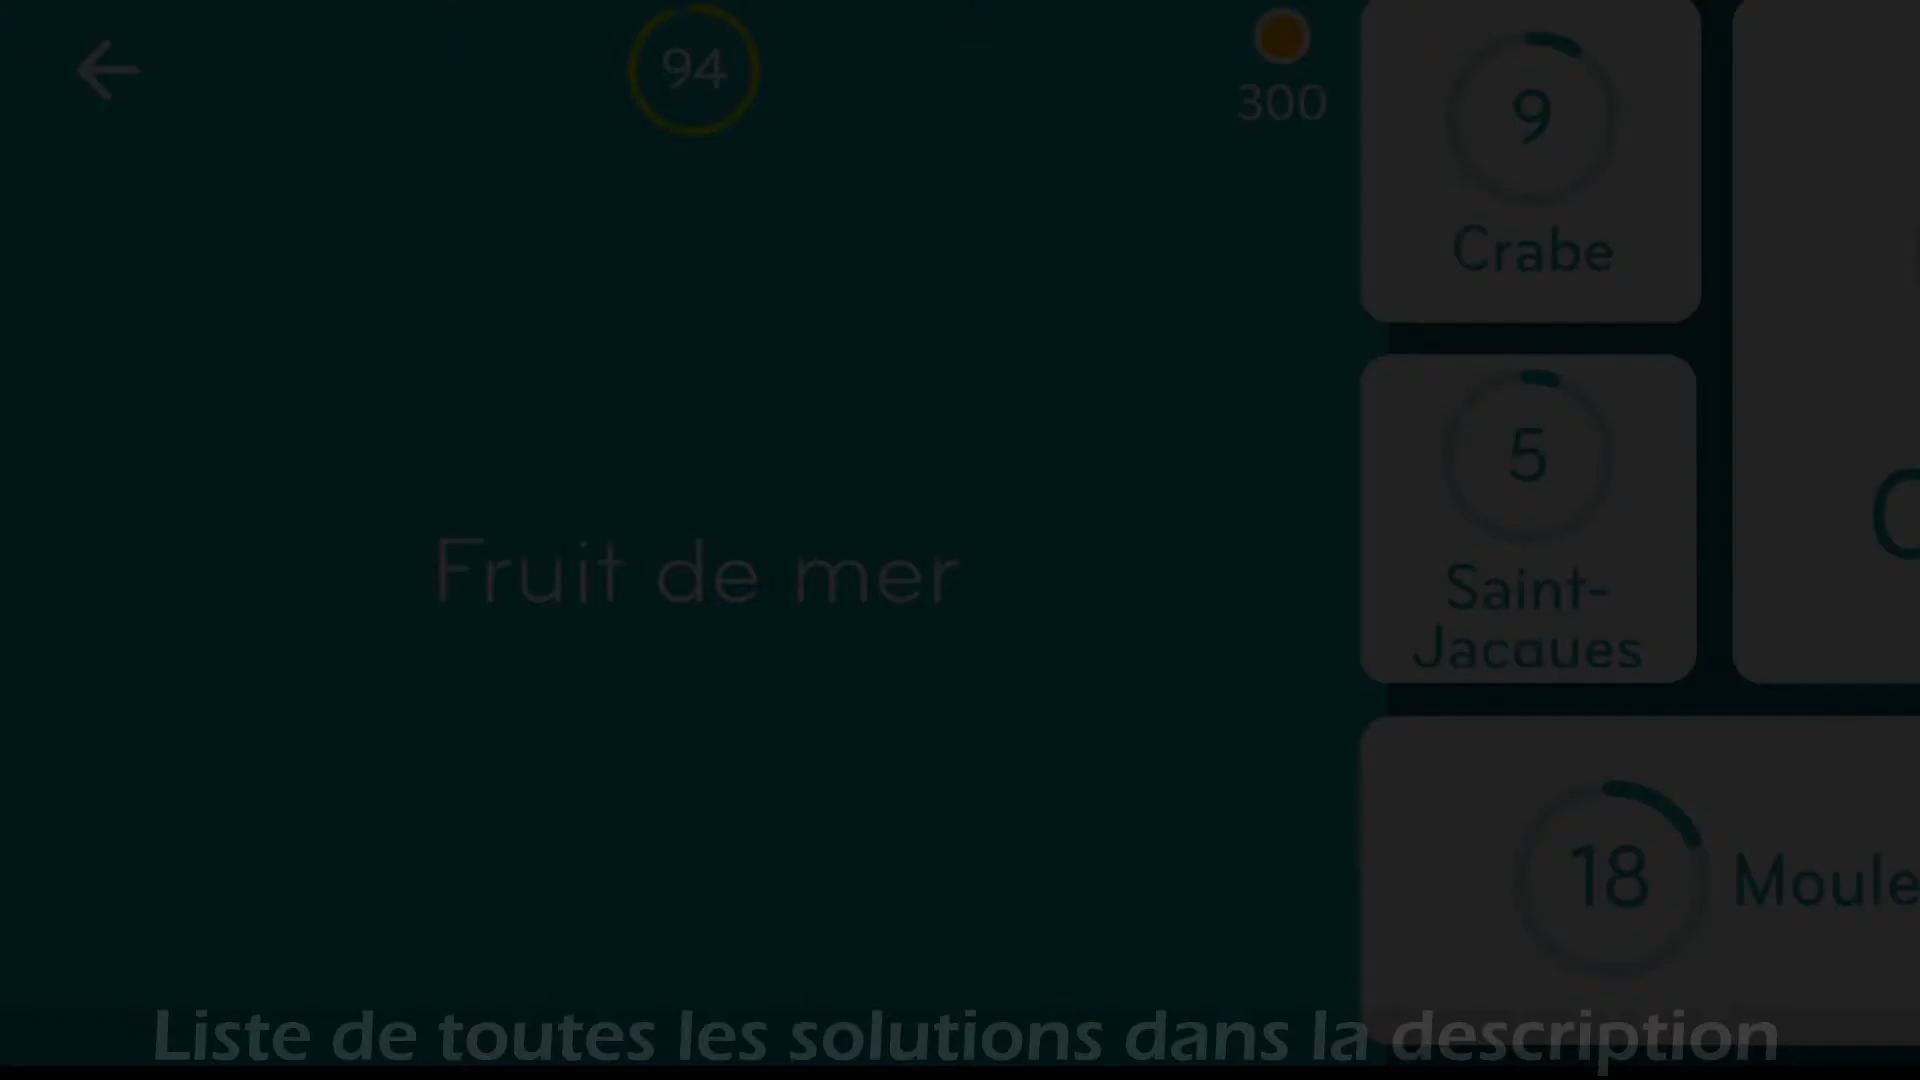 94
300
Fruit de mer
9
Crabe
5
Saint-
Jacques
18 Moule
Liste de toutes les solutions dans la description